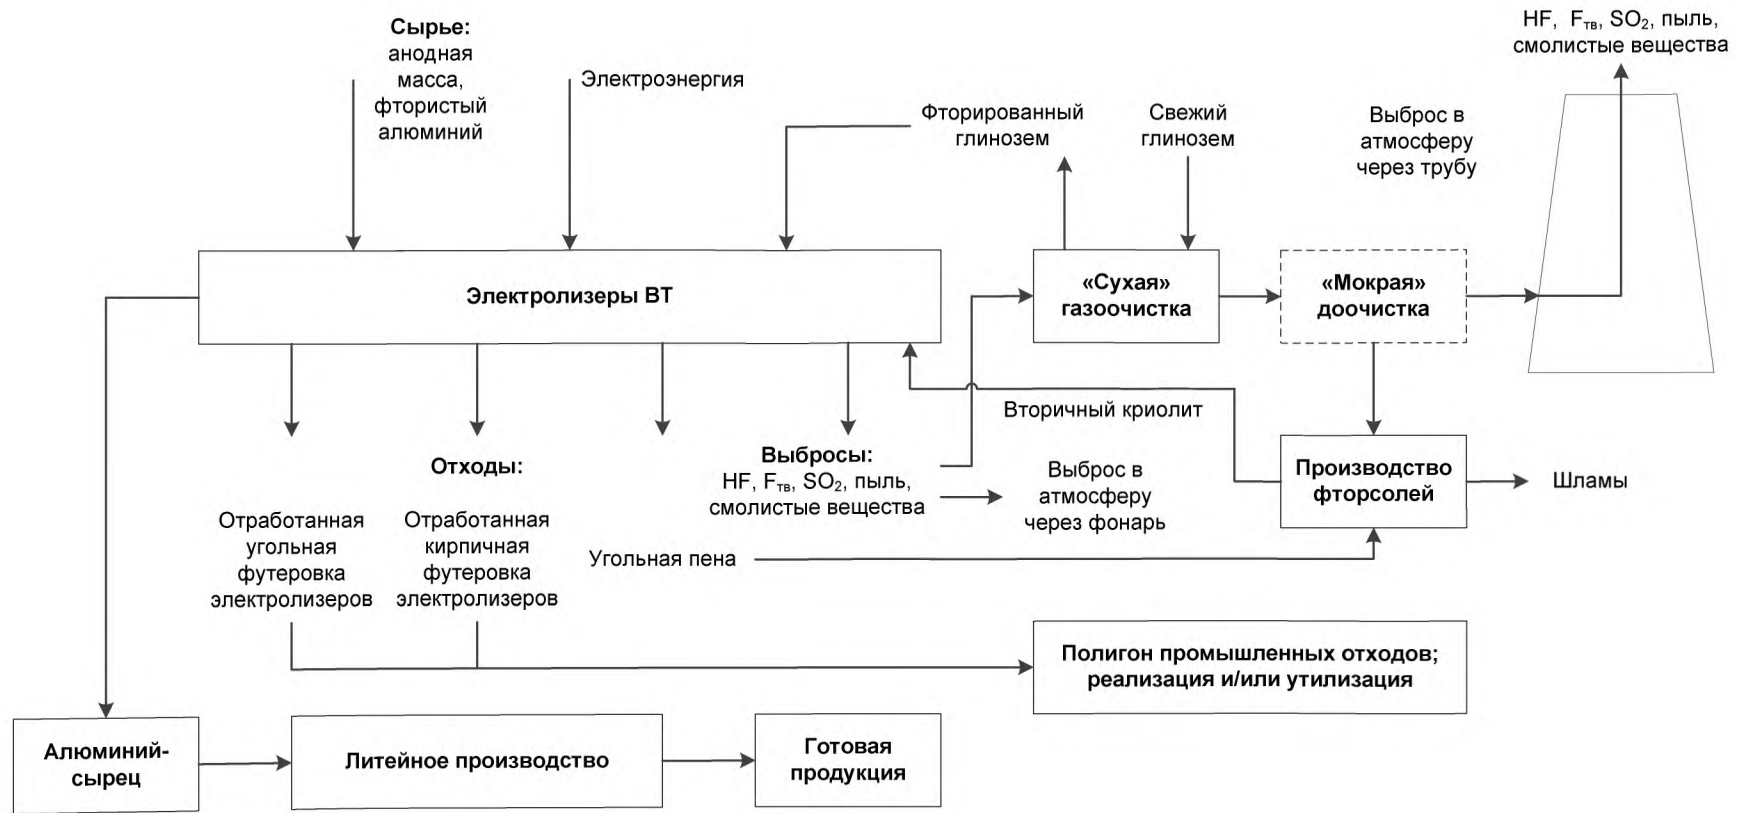 Сырье:
анодная
масса,
фтористый
алюминий
Электроэнергия
Фторированный
глинозем
Свежий
глинозем
Выброс в
атмосферу
через трубу
HF, Fтв, SO2, пыль,
смолистые вещества
Электролизеры ВТ
«Сухая»
газоочистка
«Мокрая»
доочистка
Вторичный криолит
Отходы:
Выбросы:
HF, Fтв, SO2, пыль,
смолистые вещества
Выброс в
атмосферу
через фонарь
Производство
фторсолей
Шламы
Отработанная
угольная
футеровка
электролизеров
Отработанная
кирпичная
футеровка
электролизеров
Угольная пена
Полигон промышленных отходов;
реализация и/или утилизация
Алюминий-
сырец
Литейное производство
Готовая
продукция